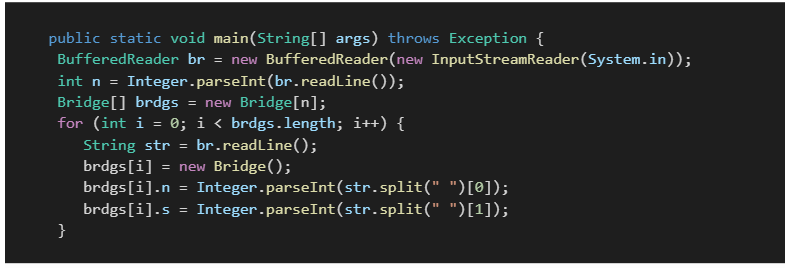 public static void main(String[] args) throws Exception {
BufferedReader br = new BufferedReader(new InputStreamReader(System.in));
int n = Integer.parseInt(br.readLine());
Bridge[] brdgs = new Bridge[n];
for (int i = 0; i < brdgs.length; i++) {
String str = br.readLine();
brdgs[i] = new Bridge();
brdgs[i].n = Integer.parseInt(str.split(" ")[0]);
brdgs[i].s = Integer.parseInt(str.split(" ")[1]);
}